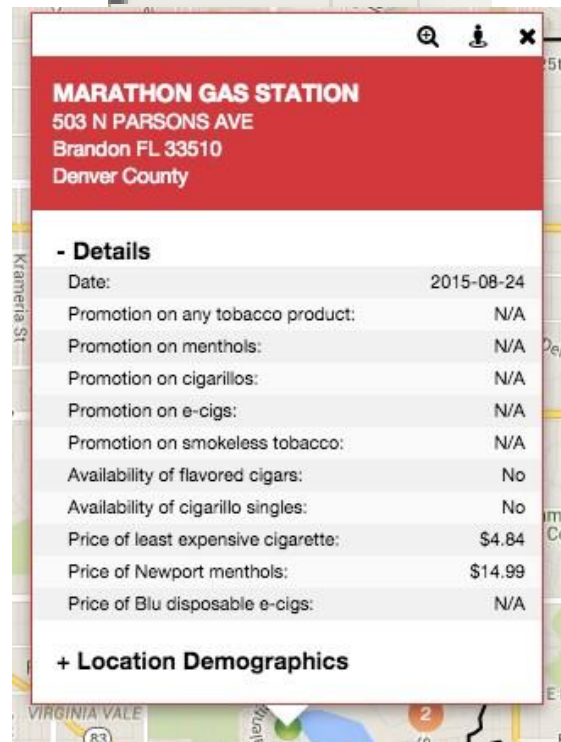 MARATHON GAS STATION
503 N PARSONS AVE
Brandon FL 33510
Denver County
- Details
Date: 2015-08-24
Promotion on any tobacco product: N/A
Promotion on menthols: N/A
Promotion on cigarillos: N/A
Promotion on e-cigs: N/A
Promotion on smokeless tobacco: N/A
Availability of flavored cigars: No
Availability of cigarillo singles: No
Price of least expensive cigarette: $4.84
Price of Newport menthols: $14.99
Price of Blu disposable e-cigs: N/A
+ Location Demographics
Krameria St
VIRGINIA VALE
83
2